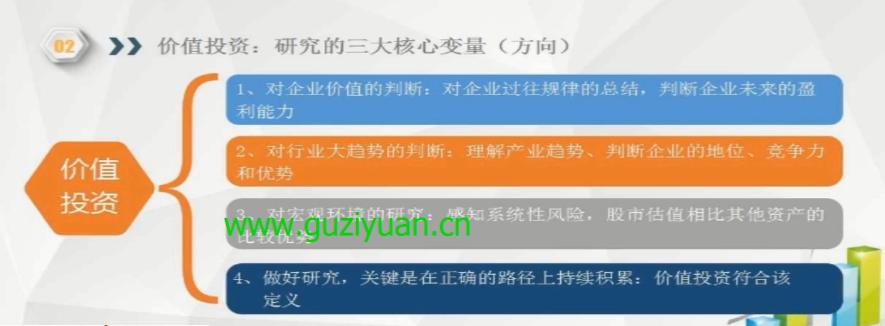 02
价值投资：研究的三大核心变量（方向）
1、对企业价值的判断：对企业过往规律的总结，判断企业未来的盈
利能力
2、对行业大趋势的判断：理解产业趋势、判断企业的地位、竞争力
和优势
价值
投资
3、对宏观环境的研究：感知系统性风险，股市估值相比其他资产的
比较优势
www.guziyuan.cn
4、做好研究，关键是在正确的路径上持续积累：价值投资符合该
定义